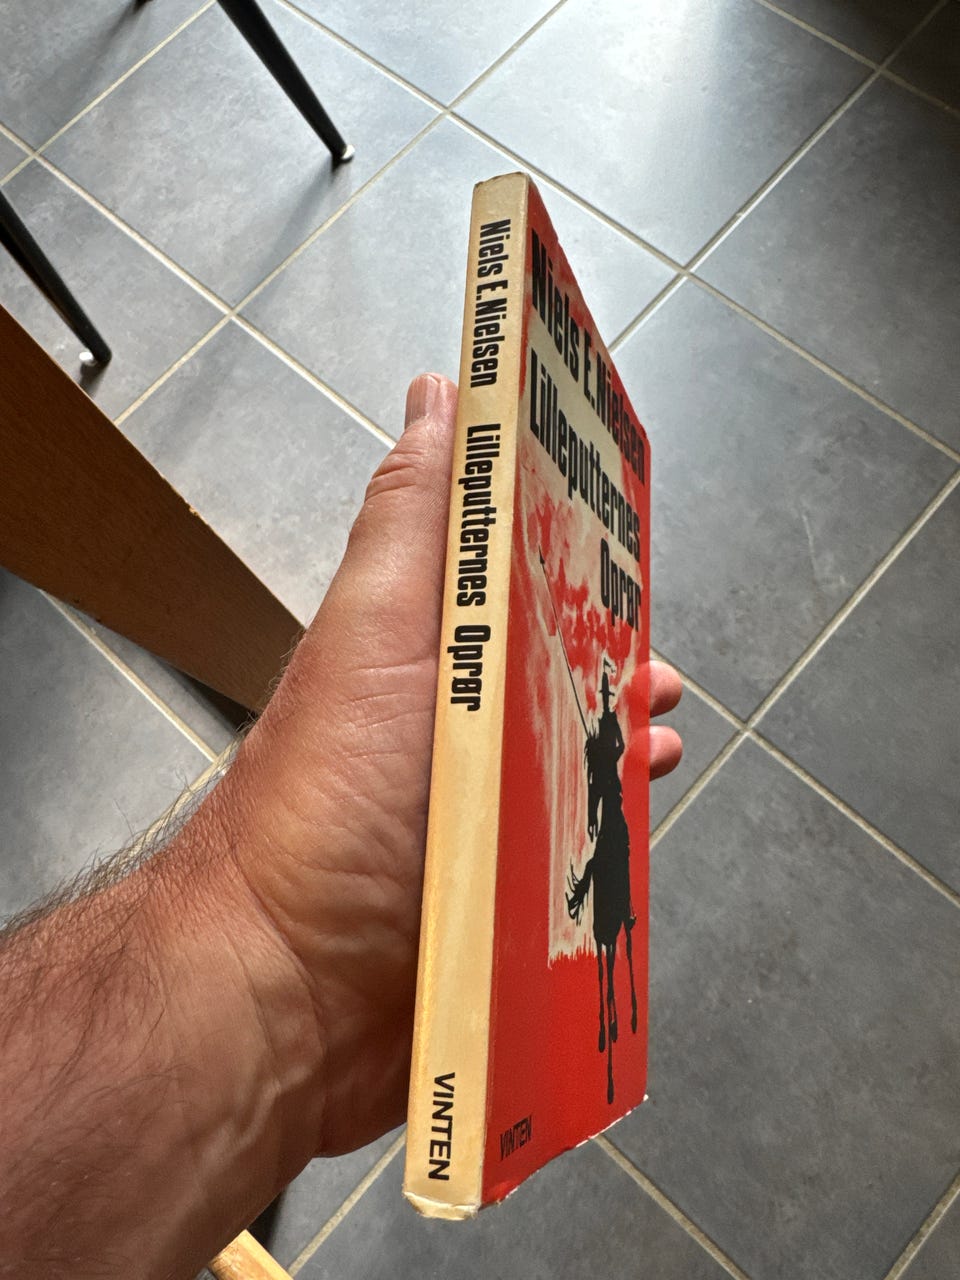 Niels E. Nielsen Lilleputternes Oprør VINTEN
Niels E. Nielsen
Lilleputternes
Oprør
VINTEN